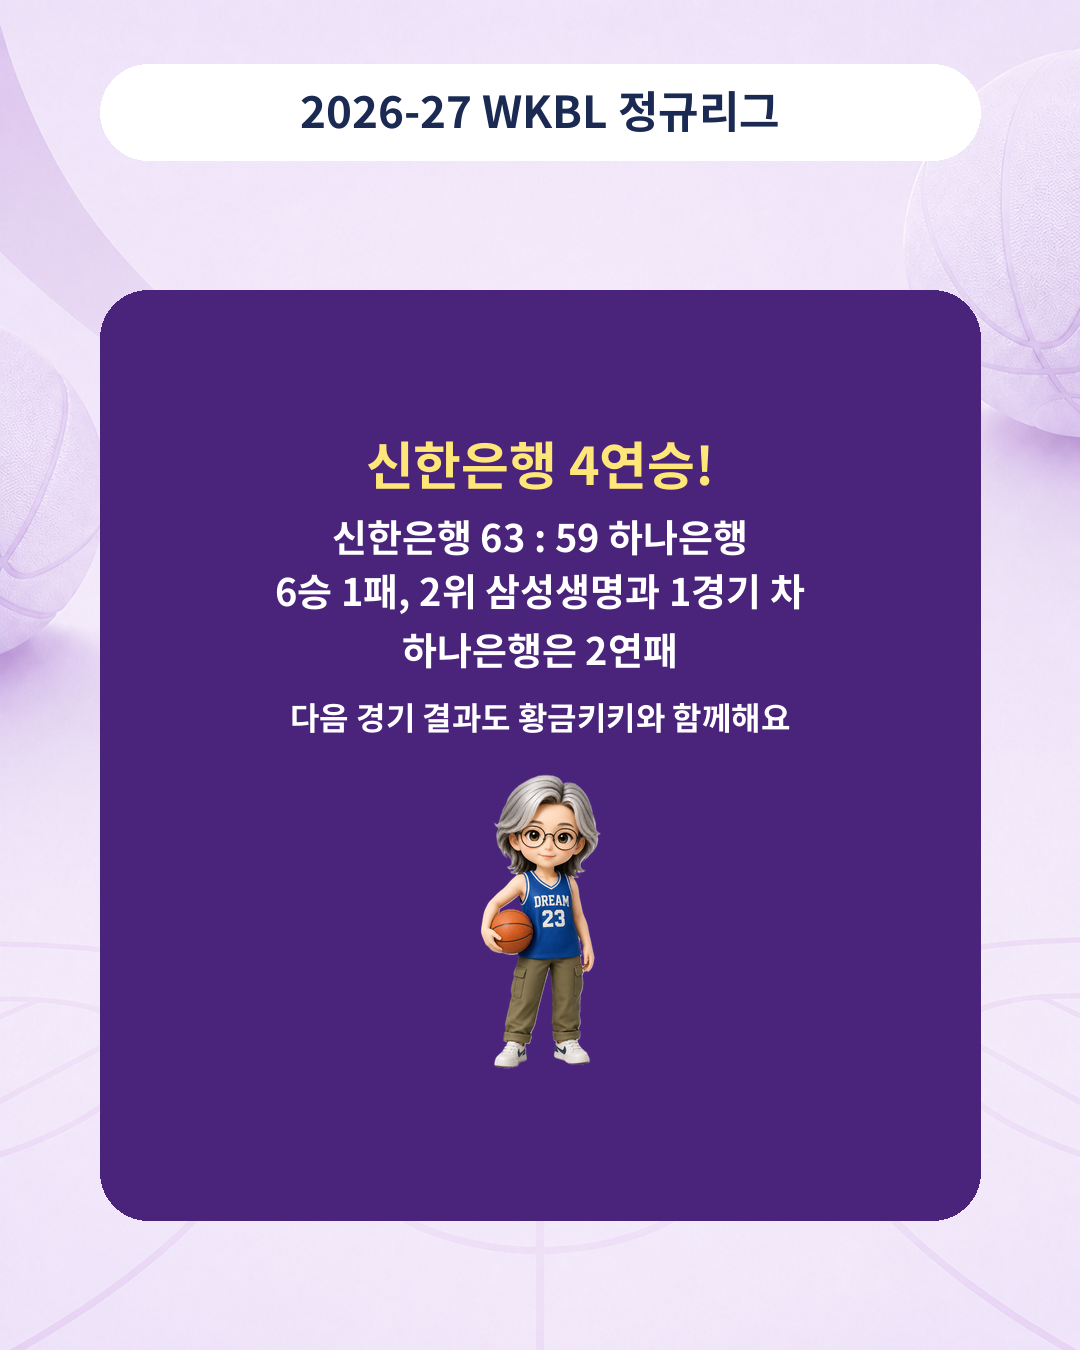 2026-27 WKBL 정규리그
신한은행 4연승!
신한은행 63 : 59 하나은행
6승 1패, 2위 삼성생명과 1경기 차
하나은행은 2연패
다음 경기 결과도 황금키키와 함께해요
DREAM
23